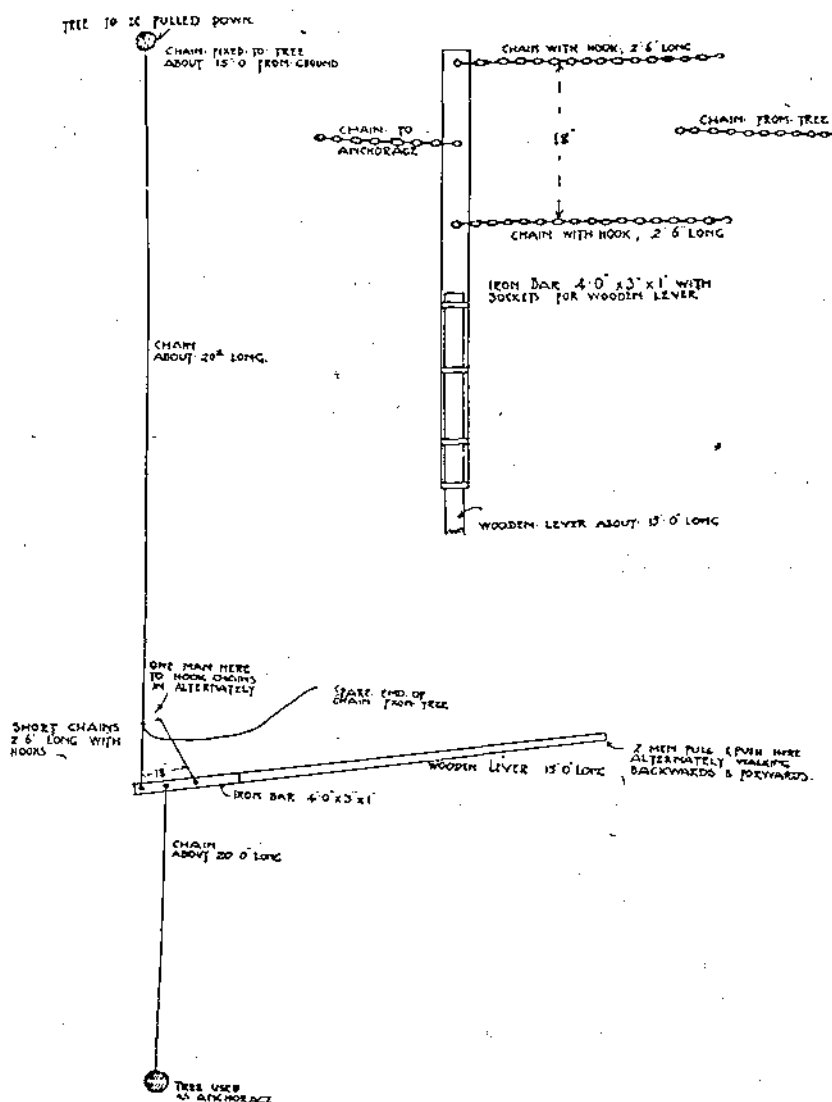 TREE TO BE PULLED DOWN
CHAIN FIXED TO TREE
ABOUT 15'0 FROM GROUND
CHAIN WITH HOOK, 2'6" LONG
CHAIN TO
ANCHORAGE
18"
CHAIN FROM TREE
CHAIN WITH HOOK, 2'6" LONG
IRON BAR 4'0" x 3" x 1" WITH
SOCKETS FOR WOODEN LEVER
CHAIN
ABOUT 20' LONG.
WOODEN LEVER ABOUT 15'0" LONG
ONE MAN HERE
TO HOOK CHAINS
IN ALTERNATELY
SPARE END OF
CHAIN FROM TREE
SHORT CHAINS
2'6" LONG WITH
HOOKS
18"
WOODEN LEVER 15'0" LONG
2 MEN PULL & PUSH HERE
ALTERNATELY WALKING
BACKWARDS & FORWARDS.
IRON BAR 4'0" x 3" x 1"
CHAIN
ABOUT 20'0" LONG
TREE USED
AS ANCHORAGE